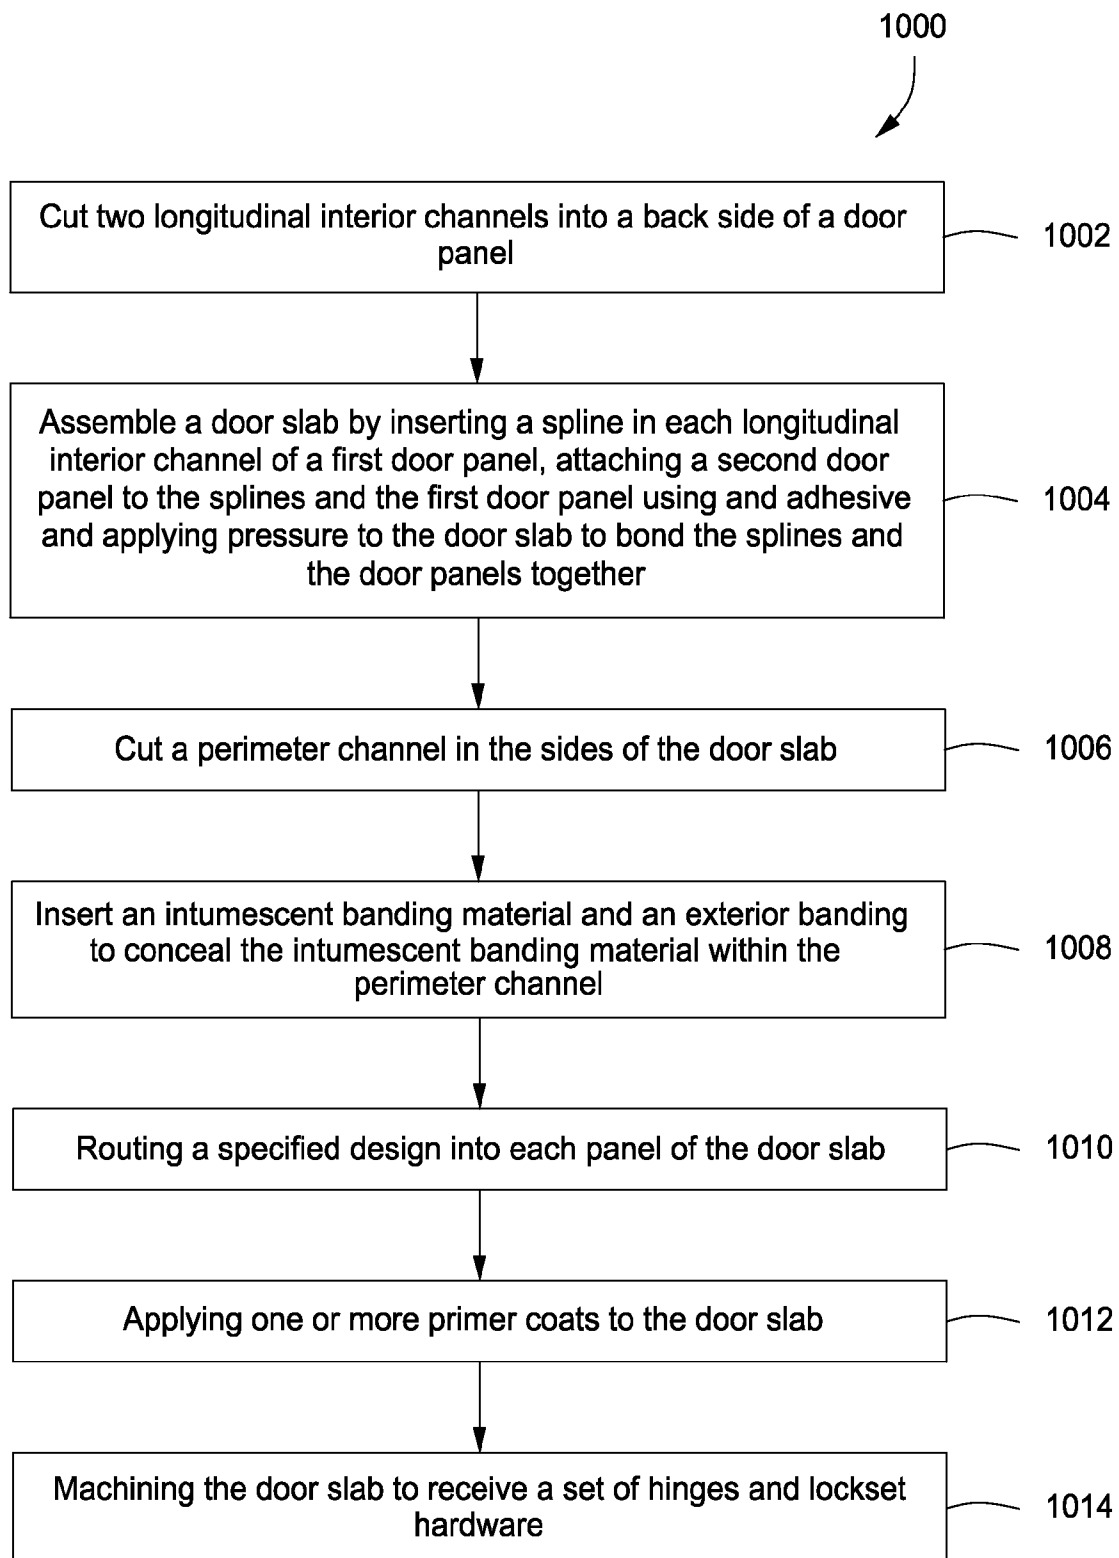 1000
Cut two longitudinal interior channels into a back side of a door
panel
1002
Assemble a door slab by inserting a spline in each longitudinal
interior channel of a first door panel, attaching a second door
panel to the splines and the first door panel using and adhesive
and applying pressure to the door slab to bond the splines and
the door panels together
1004
Cut a perimeter channel in the sides of the door slab
1006
Insert an intumescent banding material and an exterior banding
to conceal the intumescent banding material within the
perimeter channel
1008
Routing a specified design into each panel of the door slab
1010
Applying one or more primer coats to the door slab
1012
Machining the door slab to receive a set of hinges and lockset
hardware
1014